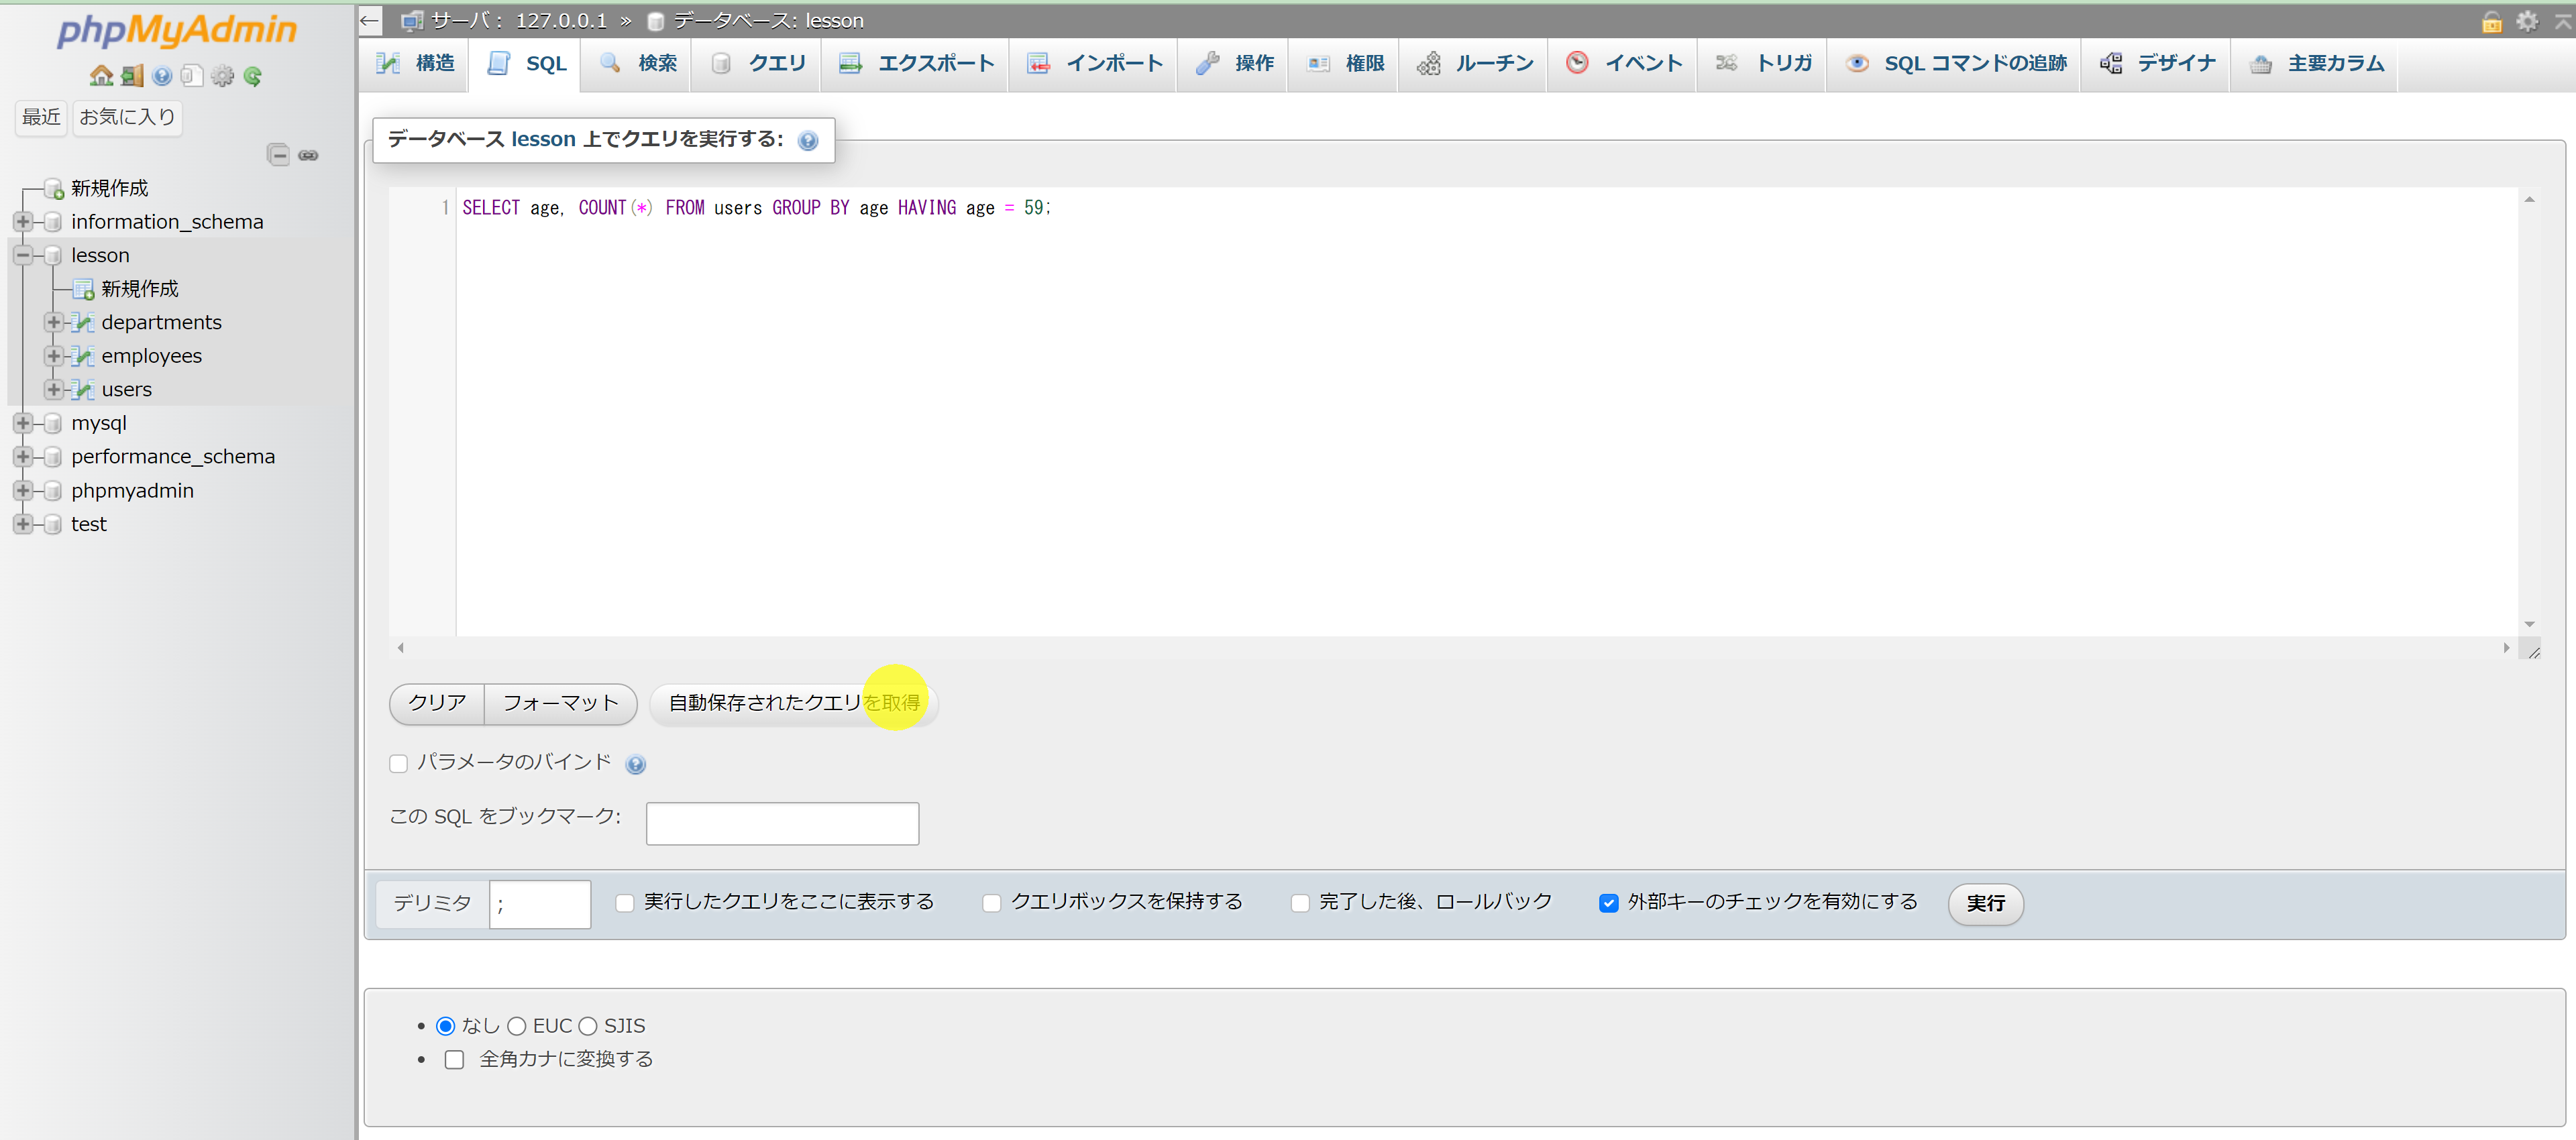 phpMyAdmin
最近 お気に入り
新規作成
information_schema
lesson
新規作成
departments
employees
users
mysql
performance_schema
phpmyadmin
test
← サーバ: 127.0.0.1 » データベース: lesson
構造 SQL 検索 クエリ エクスポート インポート 操作 権限 ルーチン イベント トリガ SQL コマンドの追跡 デザイナ 主要カラム
データベース lesson 上でクエリを実行する:
1 SELECT age, COUNT(*) FROM users GROUP BY age HAVING age = 59;
クリア フォーマット 自動保存されたクエリを取得
パラメータのバインド
この SQL をブックマーク:
デリミタ ; 実行したクエリをここに表示する クエリボックスを保持する 完了した後、ロールバック 外部キーのチェックを有効にする 実行
• なし EUC SJIS
• 全角カナに変換する